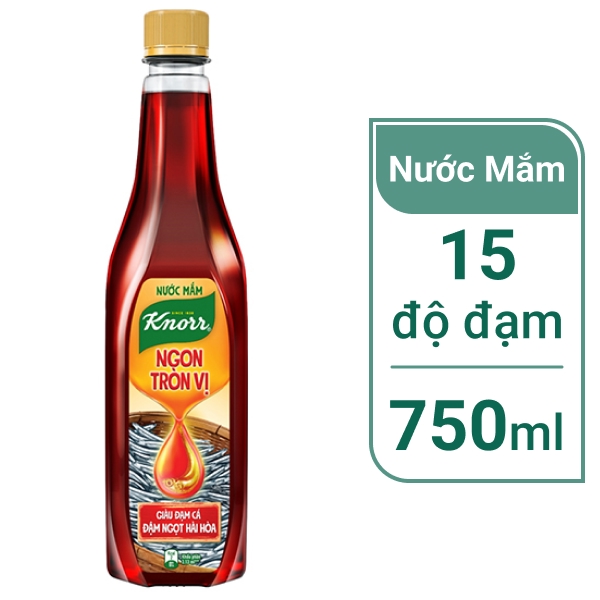 NƯỚC MẮM
Knorr
NGON
TRÒN VỊ
GIÀU ĐẠM CÁ
ĐẬM NGỌT HÀI HÒA
Nước Mắm
15
độ đạm
750ml